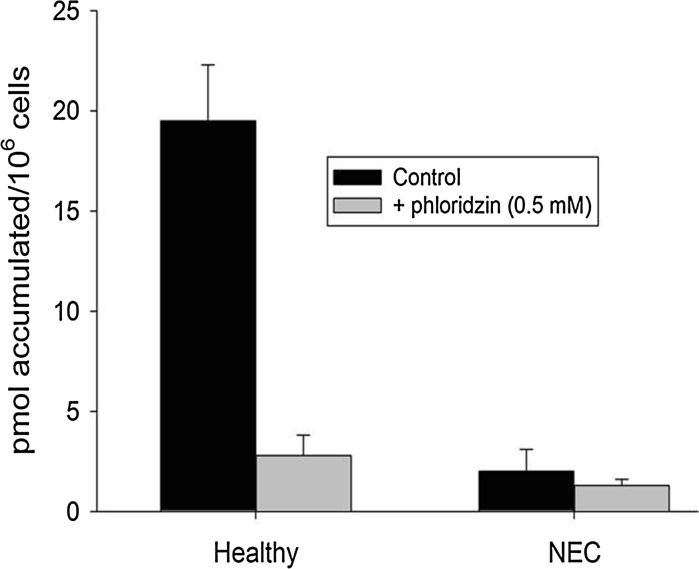 pmol accumulated/10⁶ cells
25
20
15
10
5
0
Control
+ phloridzin (0.5 mM)
Healthy
NEC